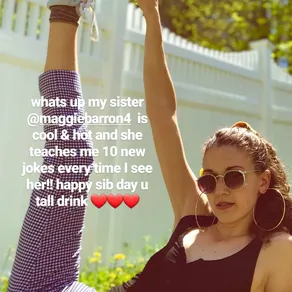 whats up my sister
@maggiebarron4 is
cool & hot and she
teaches me 10 new
jokes every time I see
her!! happy sib day u
tall drink ❤️❤️❤️